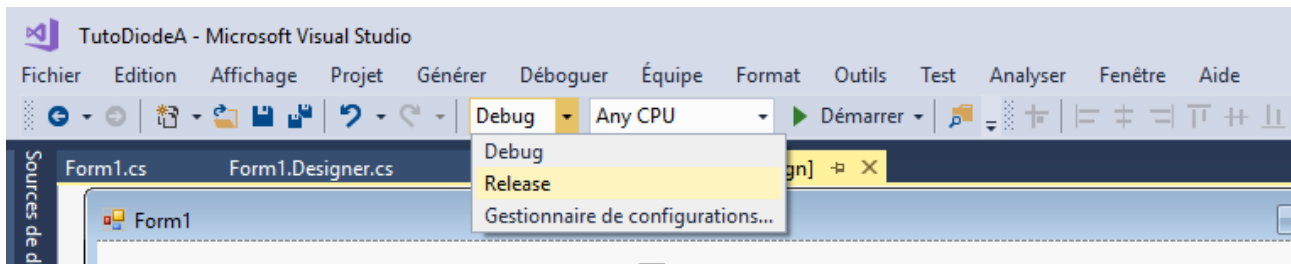 TutoDiodeA - Microsoft Visual Studio
Fichier Edition Affichage Projet Générer Déboguer Équipe Format Outils Test Analyser Fenêtre Aide
Debug Any CPU Démarrer
Debug
Release
Gestionnaire de configurations...
Form1.cs Form1.Designer.cs gn]
Sources de d
Form1